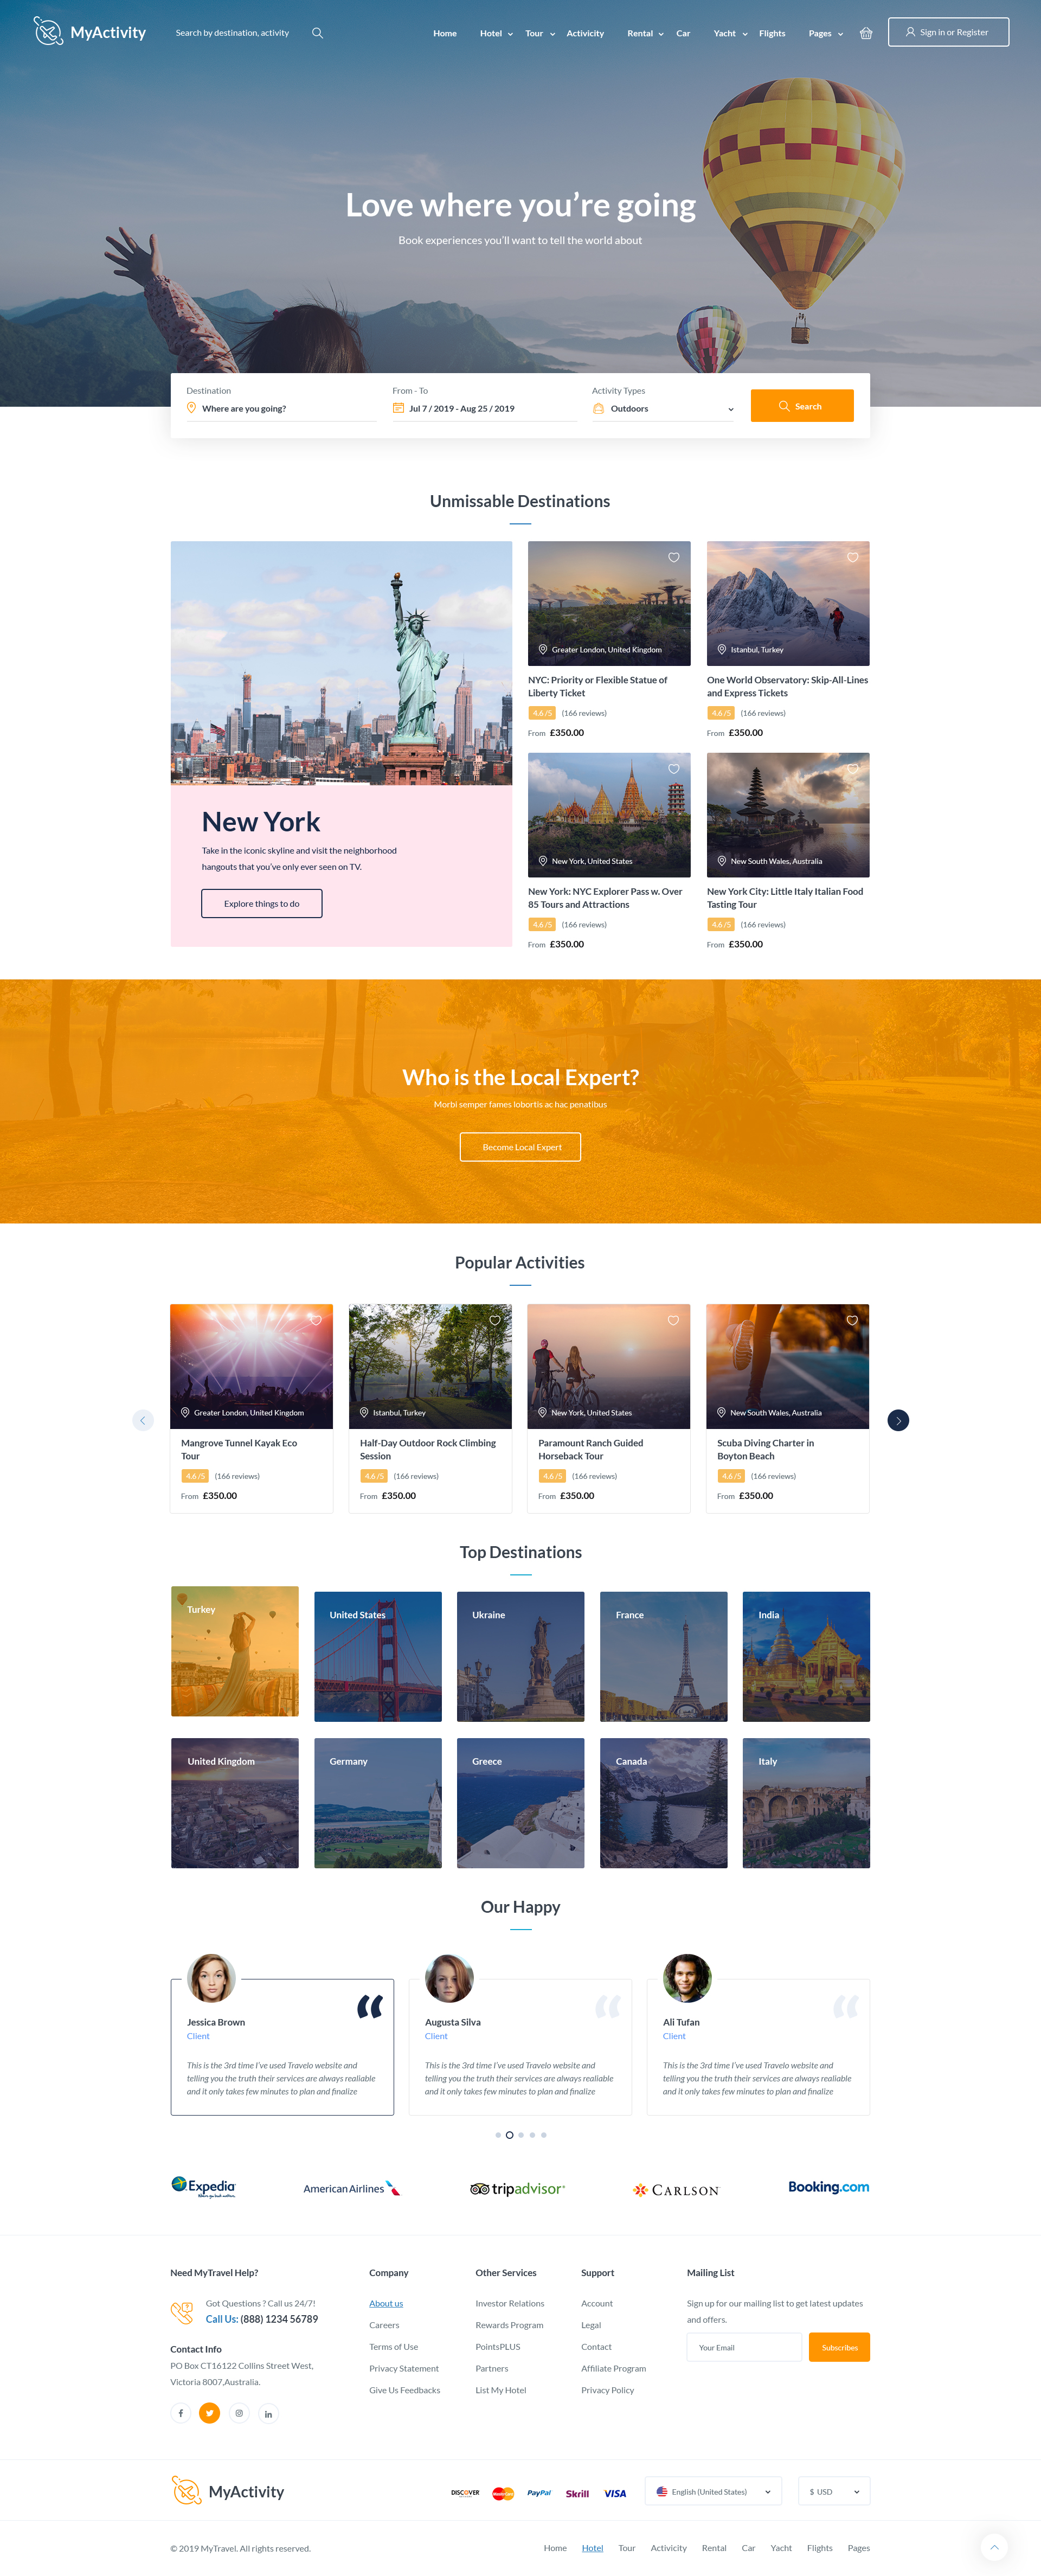 MyActivity
Search by destination, activity
Home Hotel Tour Activicity Rental Car Yacht Flights Pages
Sign in or Register
Love where you’re going
Book experiences you’ll want to tell the world about
Destination
Where are you going?
From - To
Jul 7 / 2019 - Aug 25 / 2019
Activity Types
Outdoors
Search
Unmissable Destinations
New York
Take in the iconic skyline and visit the neighborhood
hangouts that you’ve only ever seen on TV.
Explore things to do
Greater London, United Kingdom
NYC: Priority or Flexible Statue of
Liberty Ticket
4.6 /5 (166 reviews)
From £350.00
Istanbul, Turkey
One World Observatory: Skip-All-Lines
and Express Tickets
4.6 /5 (166 reviews)
From £350.00
New York, United States
New York: NYC Explorer Pass w. Over
85 Tours and Attractions
4.6 /5 (166 reviews)
From £350.00
New South Wales, Australia
New York City: Little Italy Italian Food
Tasting Tour
4.6 /5 (166 reviews)
From £350.00
Who is the Local Expert?
Morbi semper fames lobortis ac hac penatibus
Become Local Expert
Popular Activities
Greater London, United Kingdom
Mangrove Tunnel Kayak Eco
Tour
4.6 /5 (166 reviews)
From £350.00
Istanbul, Turkey
Half-Day Outdoor Rock Climbing
Session
4.6 /5 (166 reviews)
From £350.00
New York, United States
Paramount Ranch Guided
Horseback Tour
4.6 /5 (166 reviews)
From £350.00
New South Wales, Australia
Scuba Diving Charter in
Boyton Beach
4.6 /5 (166 reviews)
From £350.00
Top Destinations
Turkey
United States
Ukraine
France
India
United Kingdom
Germany
Greece
Canada
Italy
Our Happy
Jessica Brown
Client
This is the 3rd time I’ve used Travelo website and
telling you the truth their services are always realiable
and it only takes few minutes to plan and finalize
Augusta Silva
Client
This is the 3rd time I’ve used Travelo website and
telling you the truth their services are always realiable
and it only takes few minutes to plan and finalize
Ali Tufan
Client
This is the 3rd time I’ve used Travelo website and
telling you the truth their services are always realiable
and it only takes few minutes to plan and finalize
Expedia
American Airlines
tripadvisor
CARLSON
Booking.com
Need MyTravel Help?
Got Questions ? Call us 24/7!
Call Us: (888) 1234 56789
Contact Info
PO Box CT16122 Collins Street West,
Victoria 8007,Australia.
Company
About us
Careers
Terms of Use
Privacy Statement
Give Us Feedbacks
Other Services
Investor Relations
Rewards Program
PointsPLUS
Partners
List My Hotel
Support
Account
Legal
Contact
Affiliate Program
Privacy Policy
Mailing List
Sign up for our mailing list to get latest updates
and offers.
Your Email
Subscribes
MyActivity
DISCOVER
PayPal
Skrill
VISA
English (United States)
$ USD
© 2019 MyTravel. All rights reserved.
Home Hotel Tour Activicity Rental Car Yacht Flights Pages